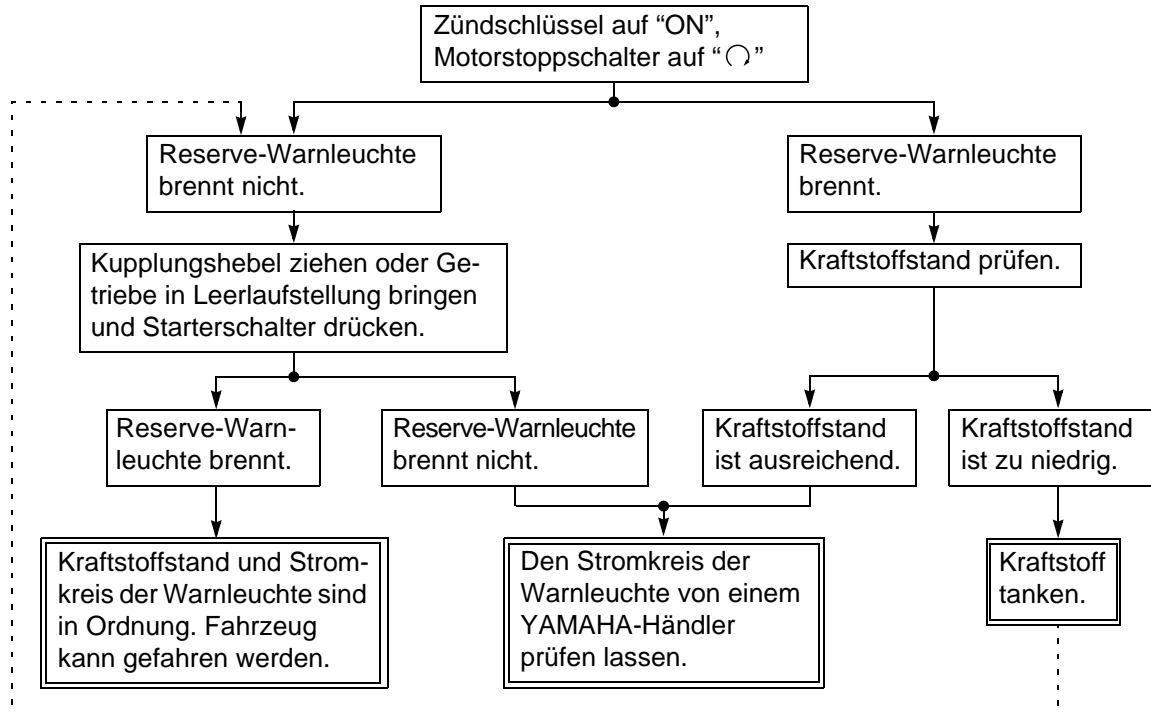 Zündschlüssel auf “ON”,
Motorstoppschalter auf “ ”
Reserve-Warnleuchte
brennt nicht.
Reserve-Warnleuchte
brennt.
Kupplungshebel ziehen oder Ge-
triebe in Leerlaufstellung bringen
und Starterschalter drücken.
Kraftstoffstand prüfen.
Reserve-Warn-
leuchte brennt.
Reserve-Warnleuchte
brennt nicht.
Kraftstoffstand
ist ausreichend.
Kraftstoffstand
ist zu niedrig.
Kraftstoffstand und Strom-
kreis der Warnleuchte sind
in Ordnung. Fahrzeug
kann gefahren werden.
Den Stromkreis der
Warnleuchte von einem
YAMAHA-Händler
prüfen lassen.
Kraftstoff
tanken.